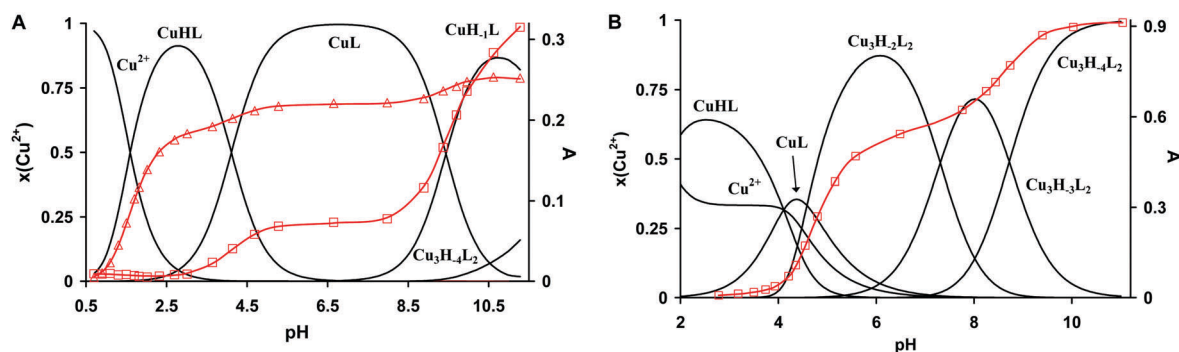 A
B
1
0.75
0.5
0.25
0
x(Cu²⁺)
Cu²⁺
CuHL
CuL
CuH₋₁L
Cu₃H₋₄L₂
0.3
0.2
0.1
0
A
0.5 2.5 4.5 6.5 8.5 10.5
pH
1
0.75
0.5
0.25
0
x(Cu²⁺)
CuHL
Cu²⁺
CuL
Cu₃H₋₂L₂
Cu₃H₋₄L₂
Cu₃H₋₃L₂
0.9
0.6
0.3
0
A
2 4 6 8 10
pH